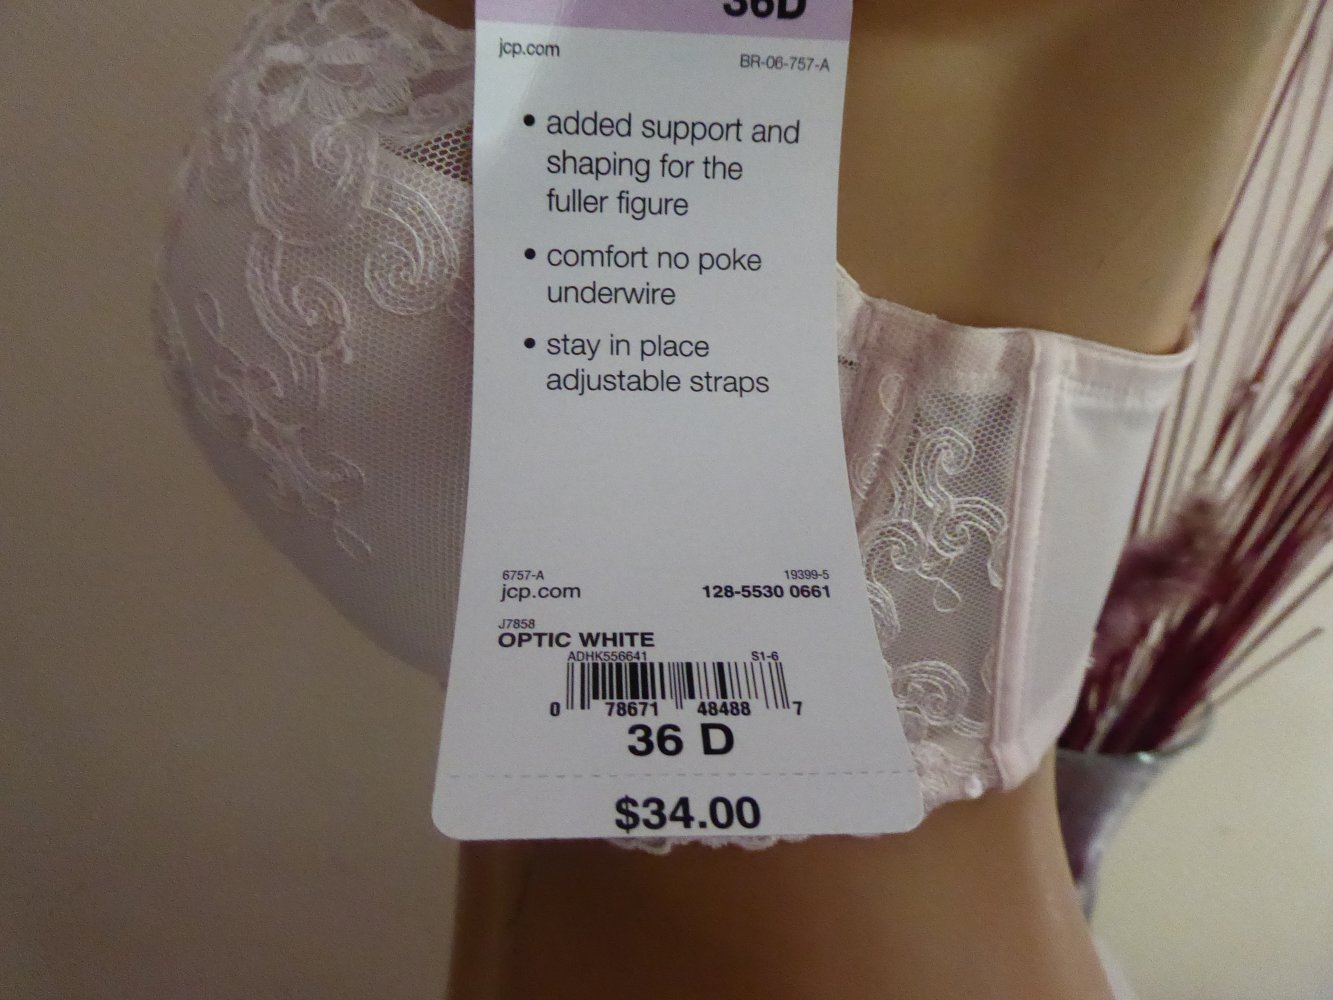 36D
jcp.com
BR-06-757-A
• added support and
shaping for the
fuller figure
• comfort no poke
underwire
• stay in place
adjustable straps
6757-A 19399-5
jcp.com 128-5530 0661
J7858
OPTIC WHITE
ADHK556641 S1-6
0 78671 48488 7
36 D
$34.00